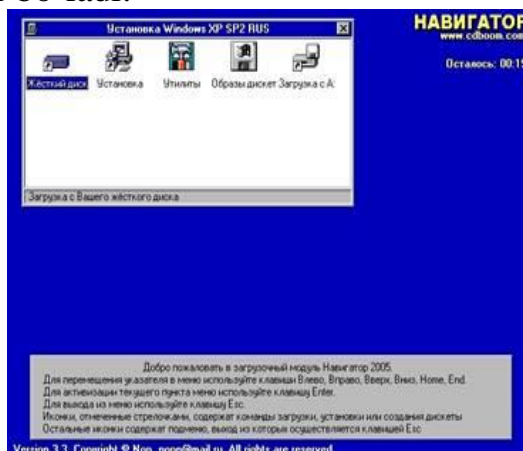 Установка Windows XP SP2 RUS
НАВИГАТОР
www.cdboom.com
Осталось: 00:15
Жёсткий диск Установка Утилиты Образы дискет Загрузка с A:
Загрузка с Вашего жёсткого диска
Добро пожаловать в загрузочный модуль Навигатор 2005.
Для перемещения указателя в меню используйте клавиши Влево, Вправо, Вверх, Вниз, Home, End.
Для активизации текущего пункта меню используйте клавишу Enter.
Для выхода из меню используйте клавишу Esc.
Иконки, отмеченные стрелочками, содержат команды загрузки, установки или создания дискеты
Остальные иконки содержат подменю, выход из которых осуществляется клавишей Esc
Version 3.3. Copyright © Nop, nopp@mail.ru. All rights are reserved